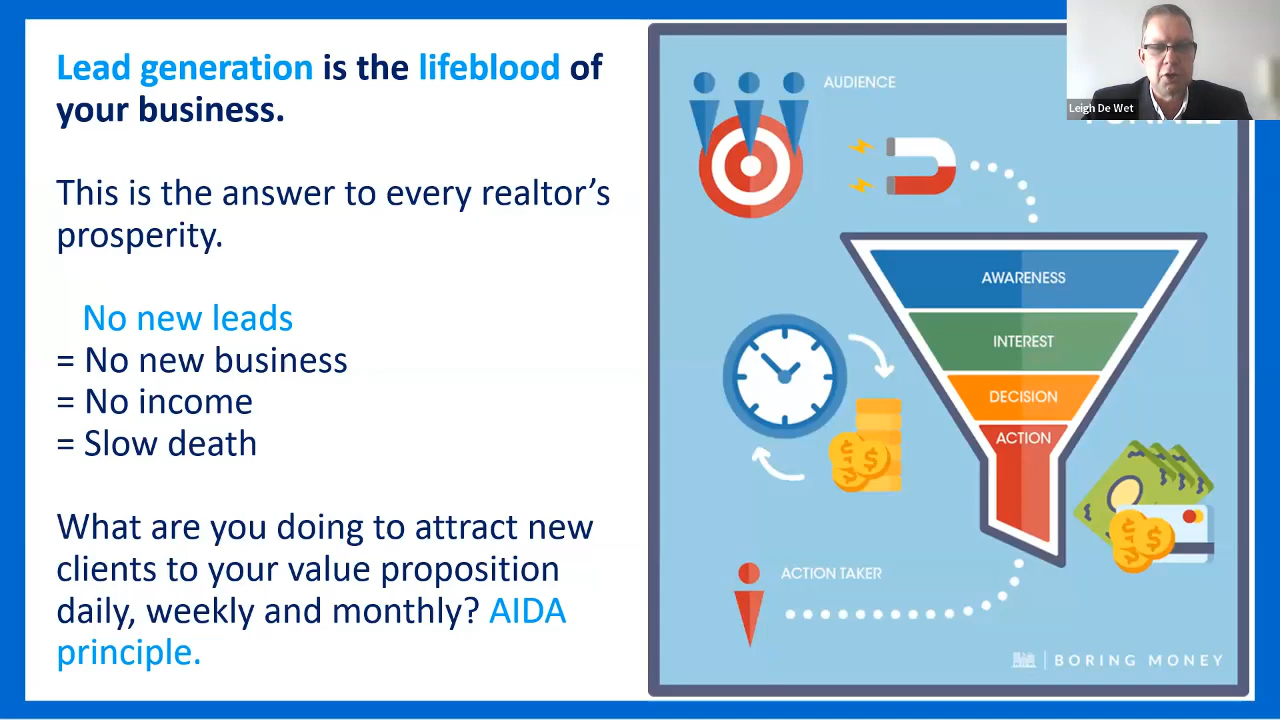 Lead generation is the lifeblood of
your business.
This is the answer to every realtor’s
prosperity.
No new leads
= No new business
= No income
= Slow death
What are you doing to attract new
clients to your value proposition
daily, weekly and monthly? AIDA
principle.
AUDIENCE
AWARENESS
INTEREST
DECISION
ACTION
ACTION TAKER
BORING MONEY
Leigh De Wet